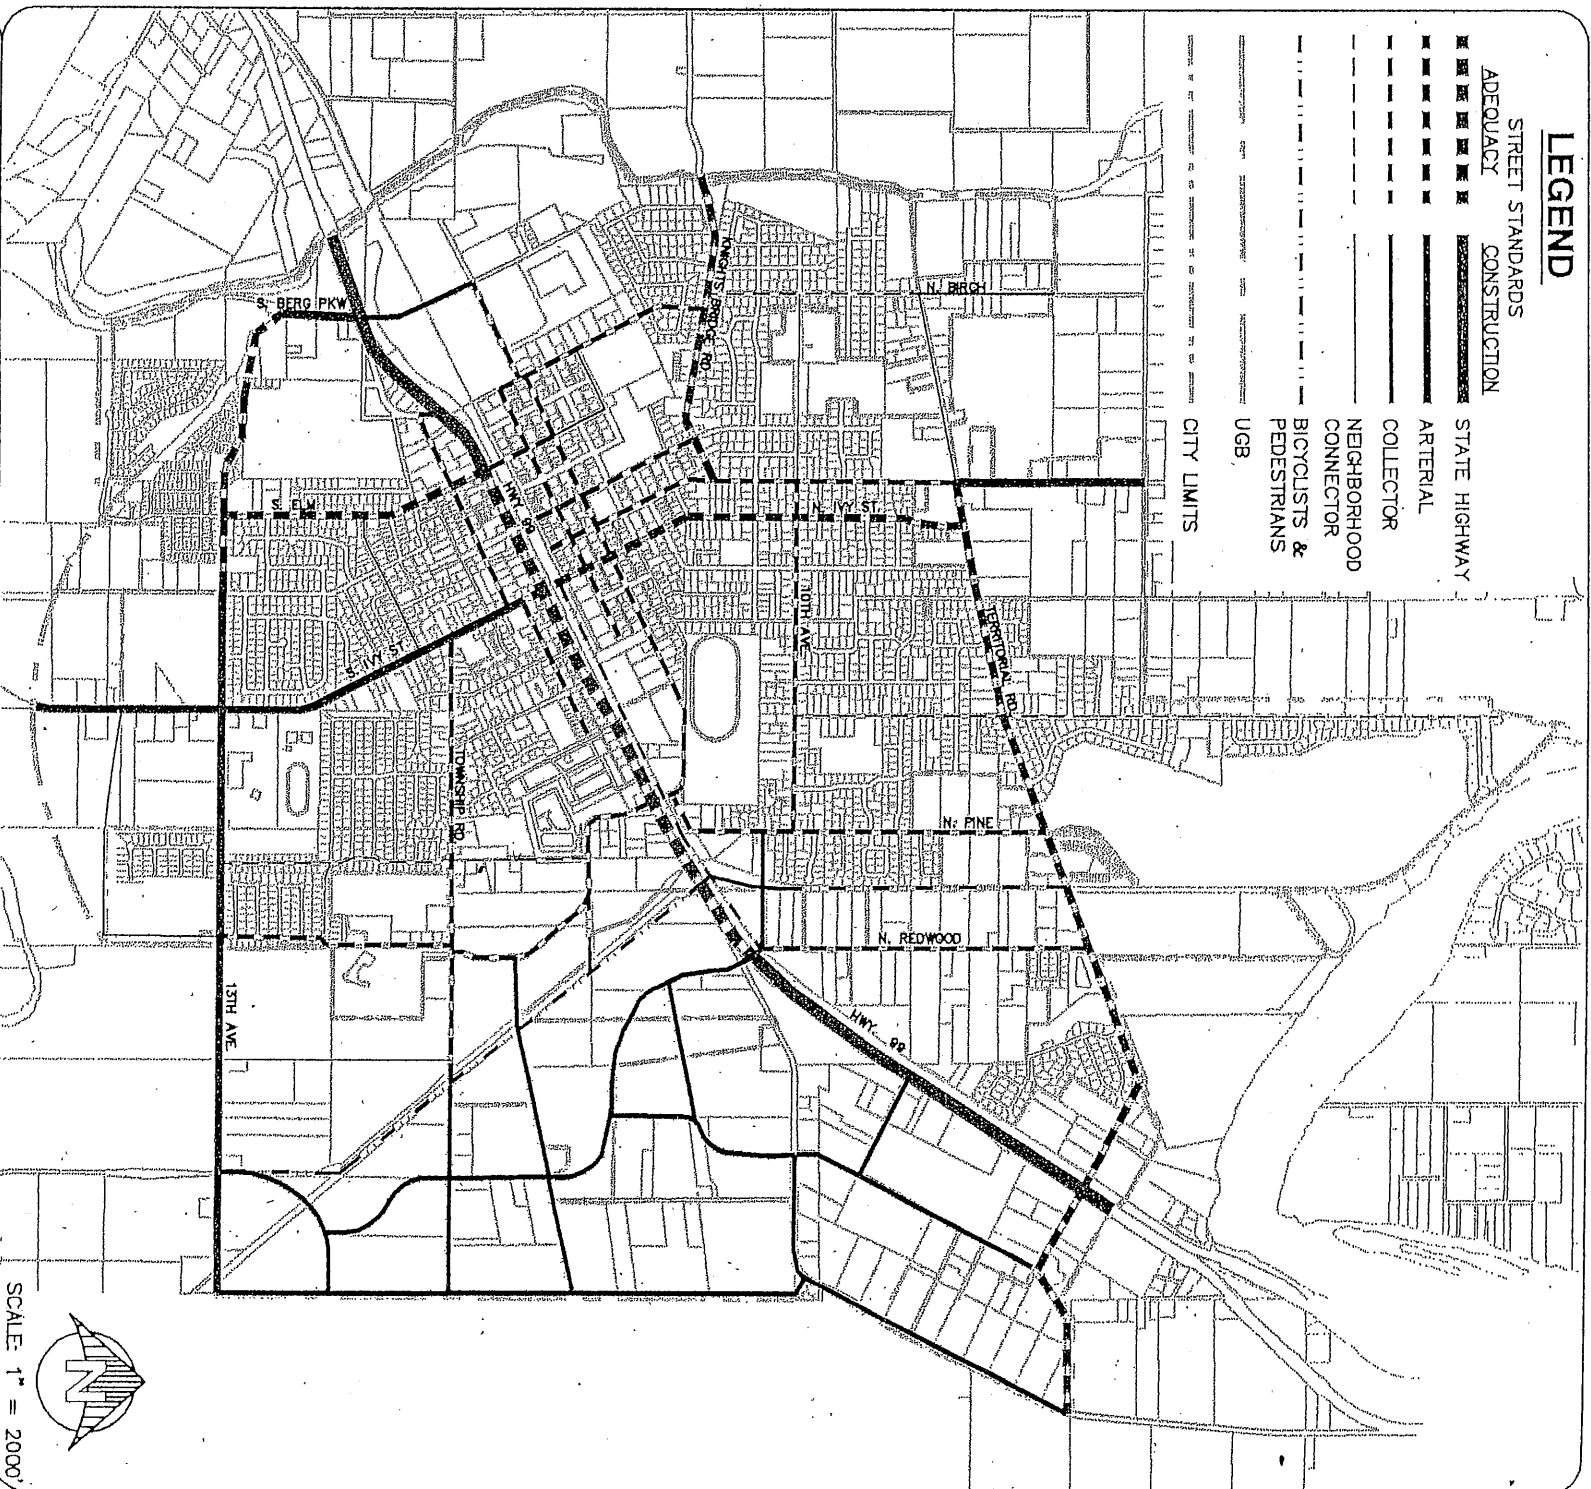 LEGEND
STREET STANDARDS
ADEQUACY
CONSTRUCTION
STATE HIGHWAY
ARTERIAL
COLLECTOR
NEIGHBORHOOD
CONNECTOR
BICYCLISTS &
PEDESTRIANS
UGB
CITY LIMITS
S. BERG PKW
KNIGHTS BRIDGE RD.
N. BIRCH
S. ELM
HWY. 99
N. IVY ST.
10TH AVE.
TERRITORIAL RD.
S. IVY ST.
TOWNSHIP RD.
N. PINE
N. REDWOOD
13TH AVE.
HWY. 99
N
SCALE: 1" = 2000'